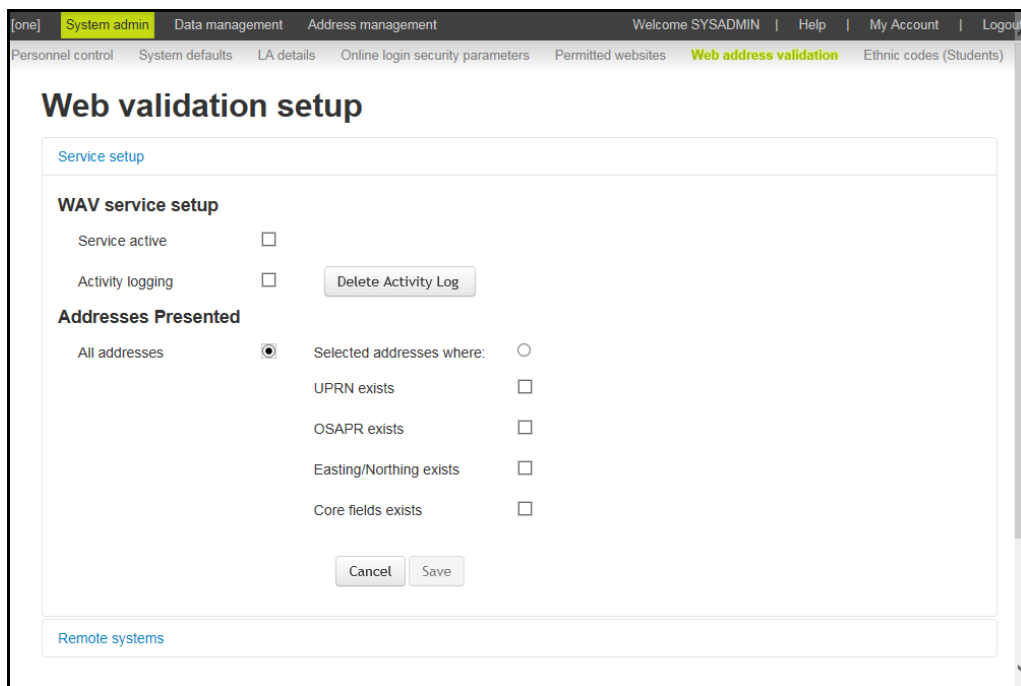 [one] System admin Data management Address management Welcome SYSADMIN | Help | My Account | Logout
Personnel control System defaults LA details Online login security parameters Permitted websites Web address validation Ethnic codes (Students)
Web validation setup
Service setup
WAV service setup
Service active
Activity logging Delete Activity Log
Addresses Presented
All addresses Selected addresses where:
UPRN exists
OSAPR exists
Easting/Northing exists
Core fields exists
Cancel Save
Remote systems